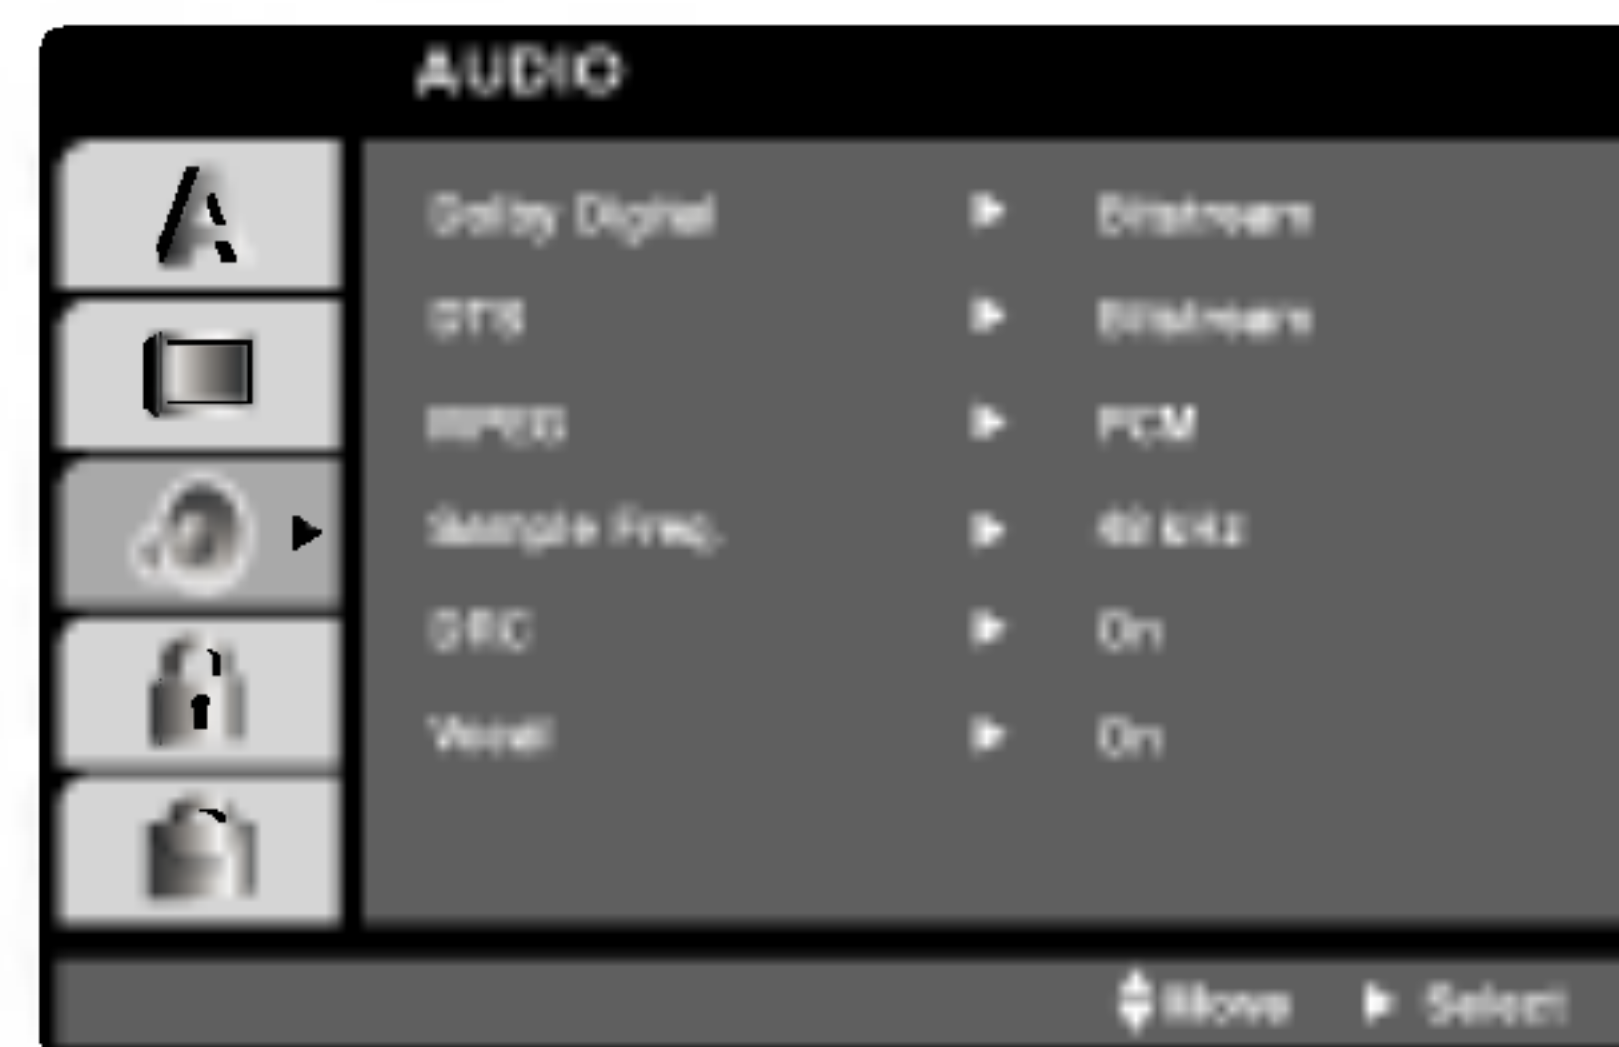 AUDIO
Dolby Digital Bitstream
DTS Bitstream
MPEG PCM
Sample Freq. 48 kHz
DRC On
Vocal On
Move Select